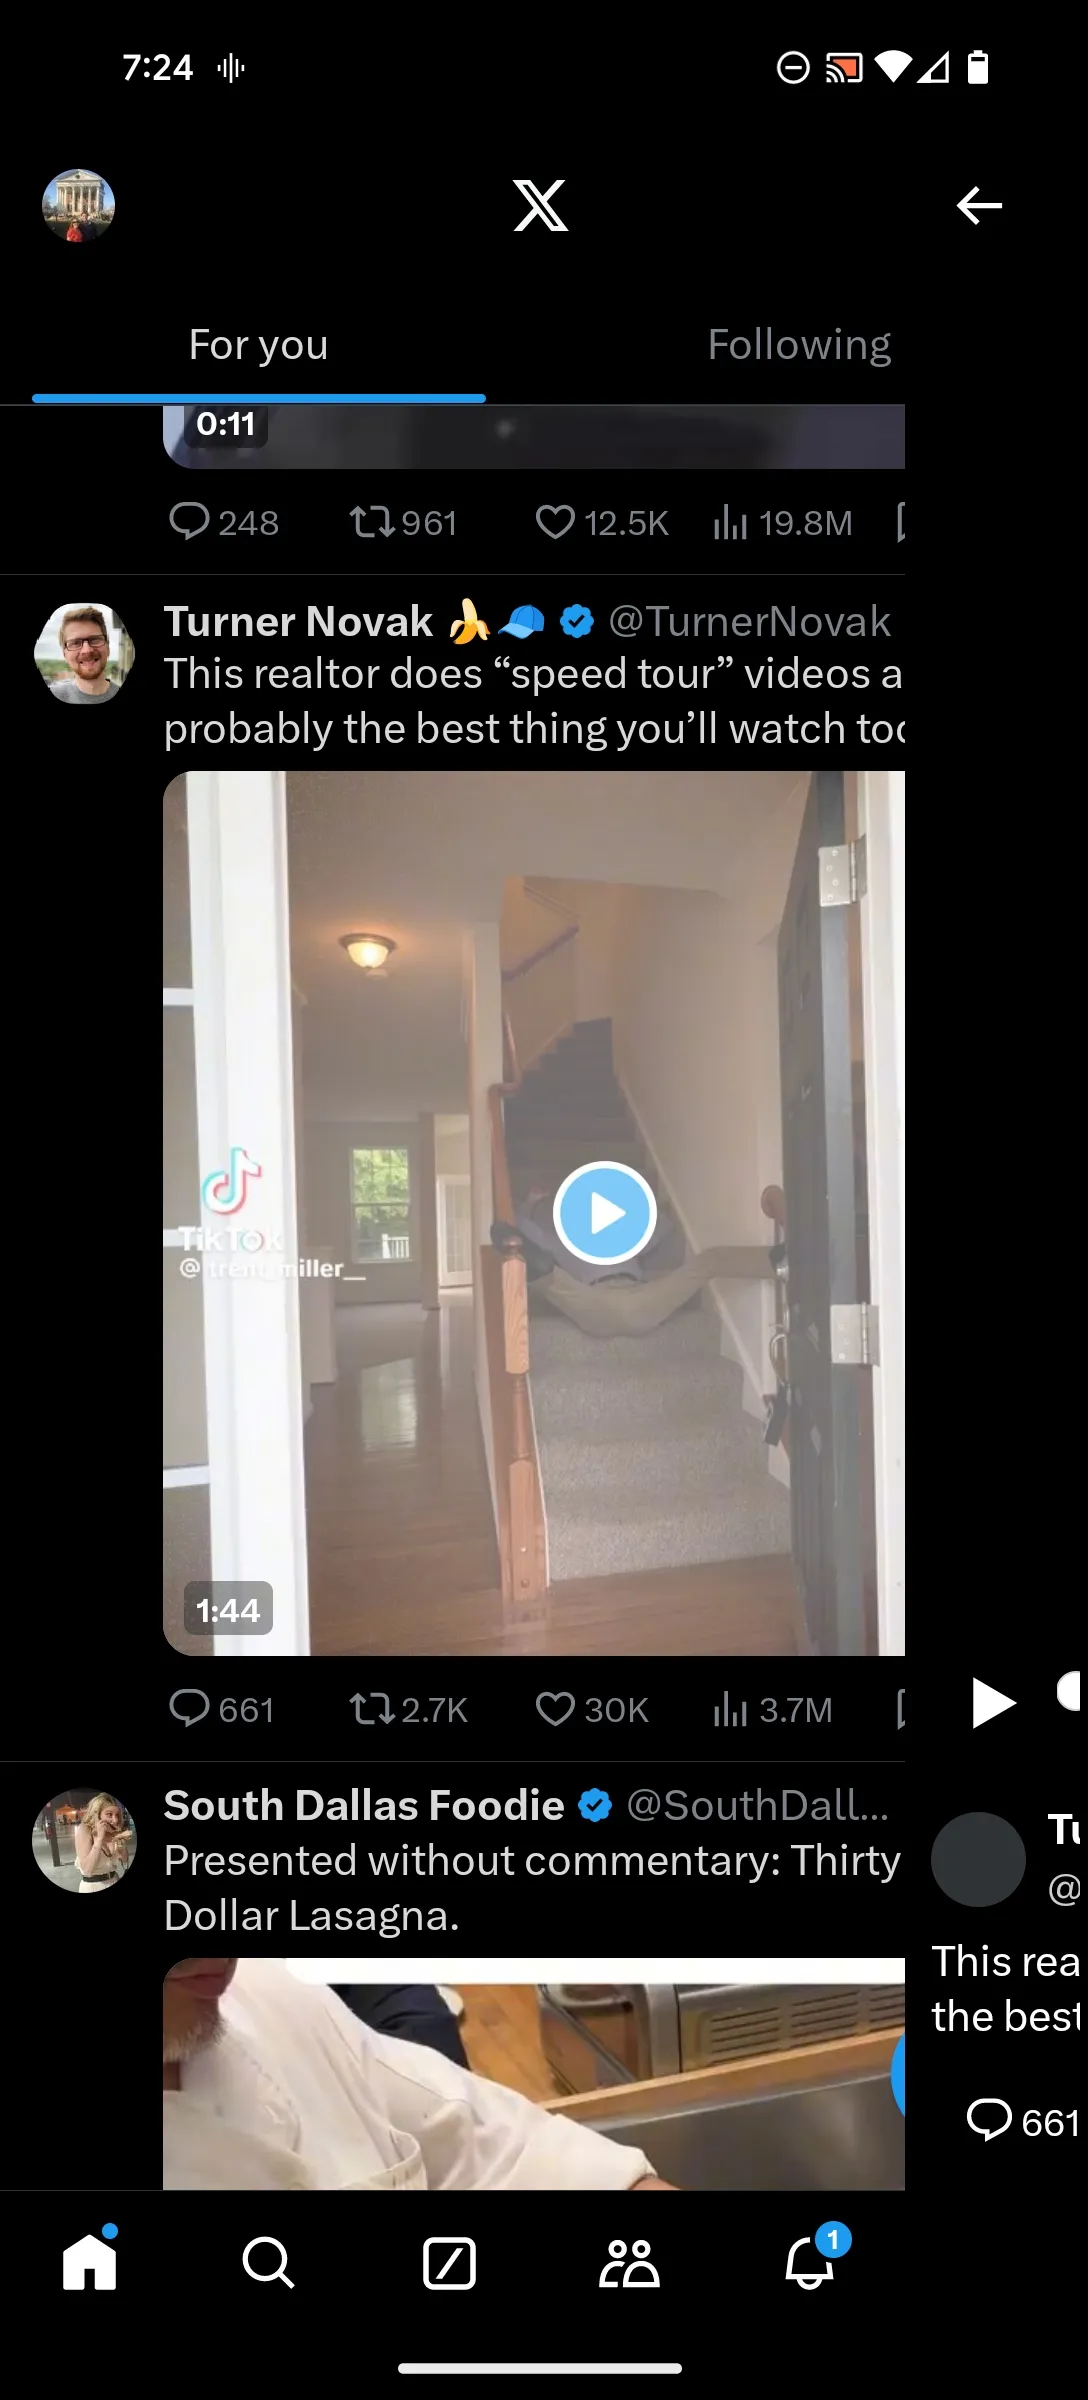 7:24
For you
Following
0:11
248
961
12.5K
19.8M
Turner Novak 🍌🧢 @TurnerNovak
This realtor does “speed tour” videos a
probably the best thing you’ll watch
TikTok
@trent_miller__
1:44
661
2.7K
30K
3.7M
South Dallas Foodie @SouthDall...
Presented without commentary: Thirty
Dollar Lasagna.
Tu
@
This rea
the best
661
1